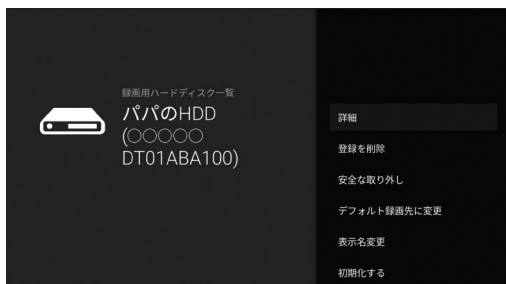 録画用ハードディスク一覧
パパのHDD
(○○○○○
DT01ABA100)
詳細
登録を削除
安全な取り外し
デフォルト録画先に変更
表示名変更
初期化する